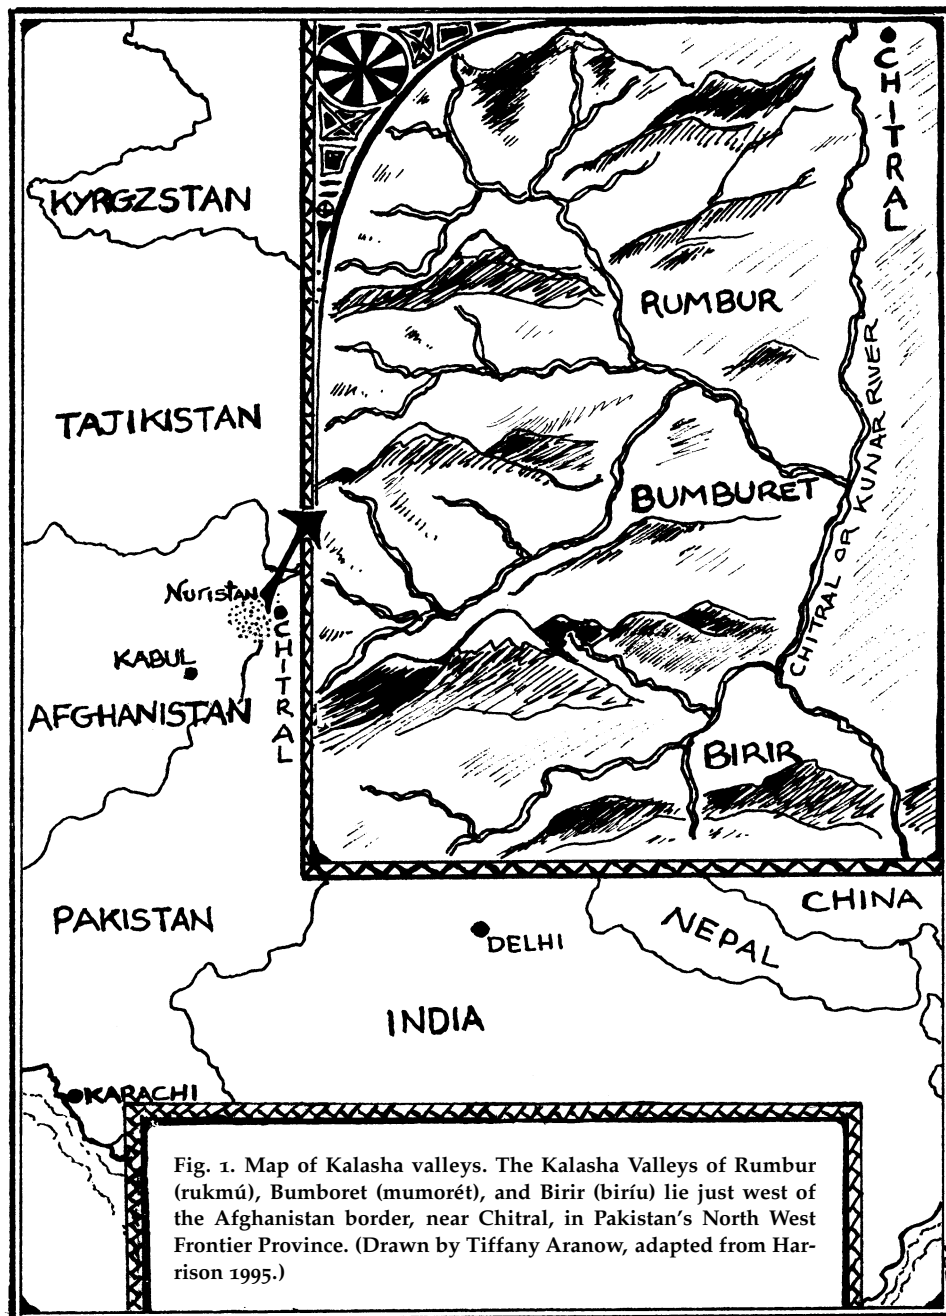 CHITRAL
KYRGZSTAN
RUMBUR
TAJIKISTAN
BUMBURET
CHITRAL OR KUNAR RIVER
NURISTAN
CHITRAL
KABUL
AFGHANISTAN
BIRIR
PAKISTAN
CHINA
NEPAL
DELHI
INDIA
KARACHI
Fig. 1. Map of Kalasha valleys. The Kalasha Valleys of Rumbur
(rukmú), Bumboret (mumorét), and Birir (biríu) lie just west of
the Afghanistan border, near Chitral, in Pakistan's North West
Frontier Province. (Drawn by Tiffany Aranow, adapted from Har-
rison 1995.)